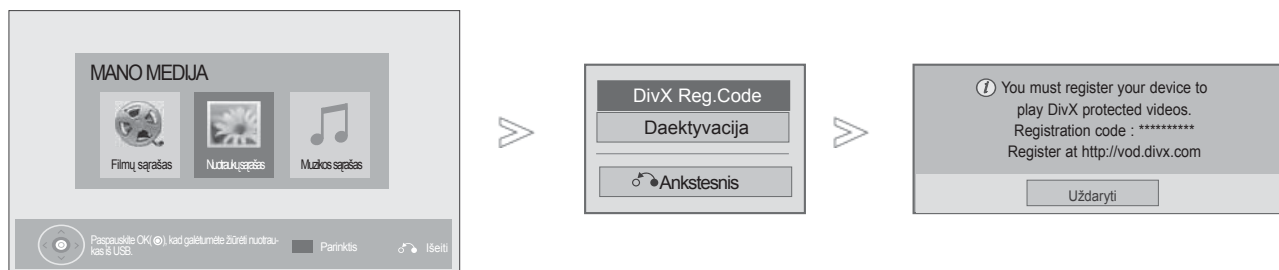 MANO MEDIJA
Filmų sąrašas
Nuotraukų sąrašas
Muzikos sąrašas
Paspauskite OK(◉), kad galėtumėte žiūrėti nuotrau-
kas iš USB.
Parinktis
Išeiti
DivX Reg.Code
Daektyvacija
Ankstesnis
i You must register your device to
play DivX protected videos.
Registration code : **********
Register at http://vod.divx.com
Uždaryti